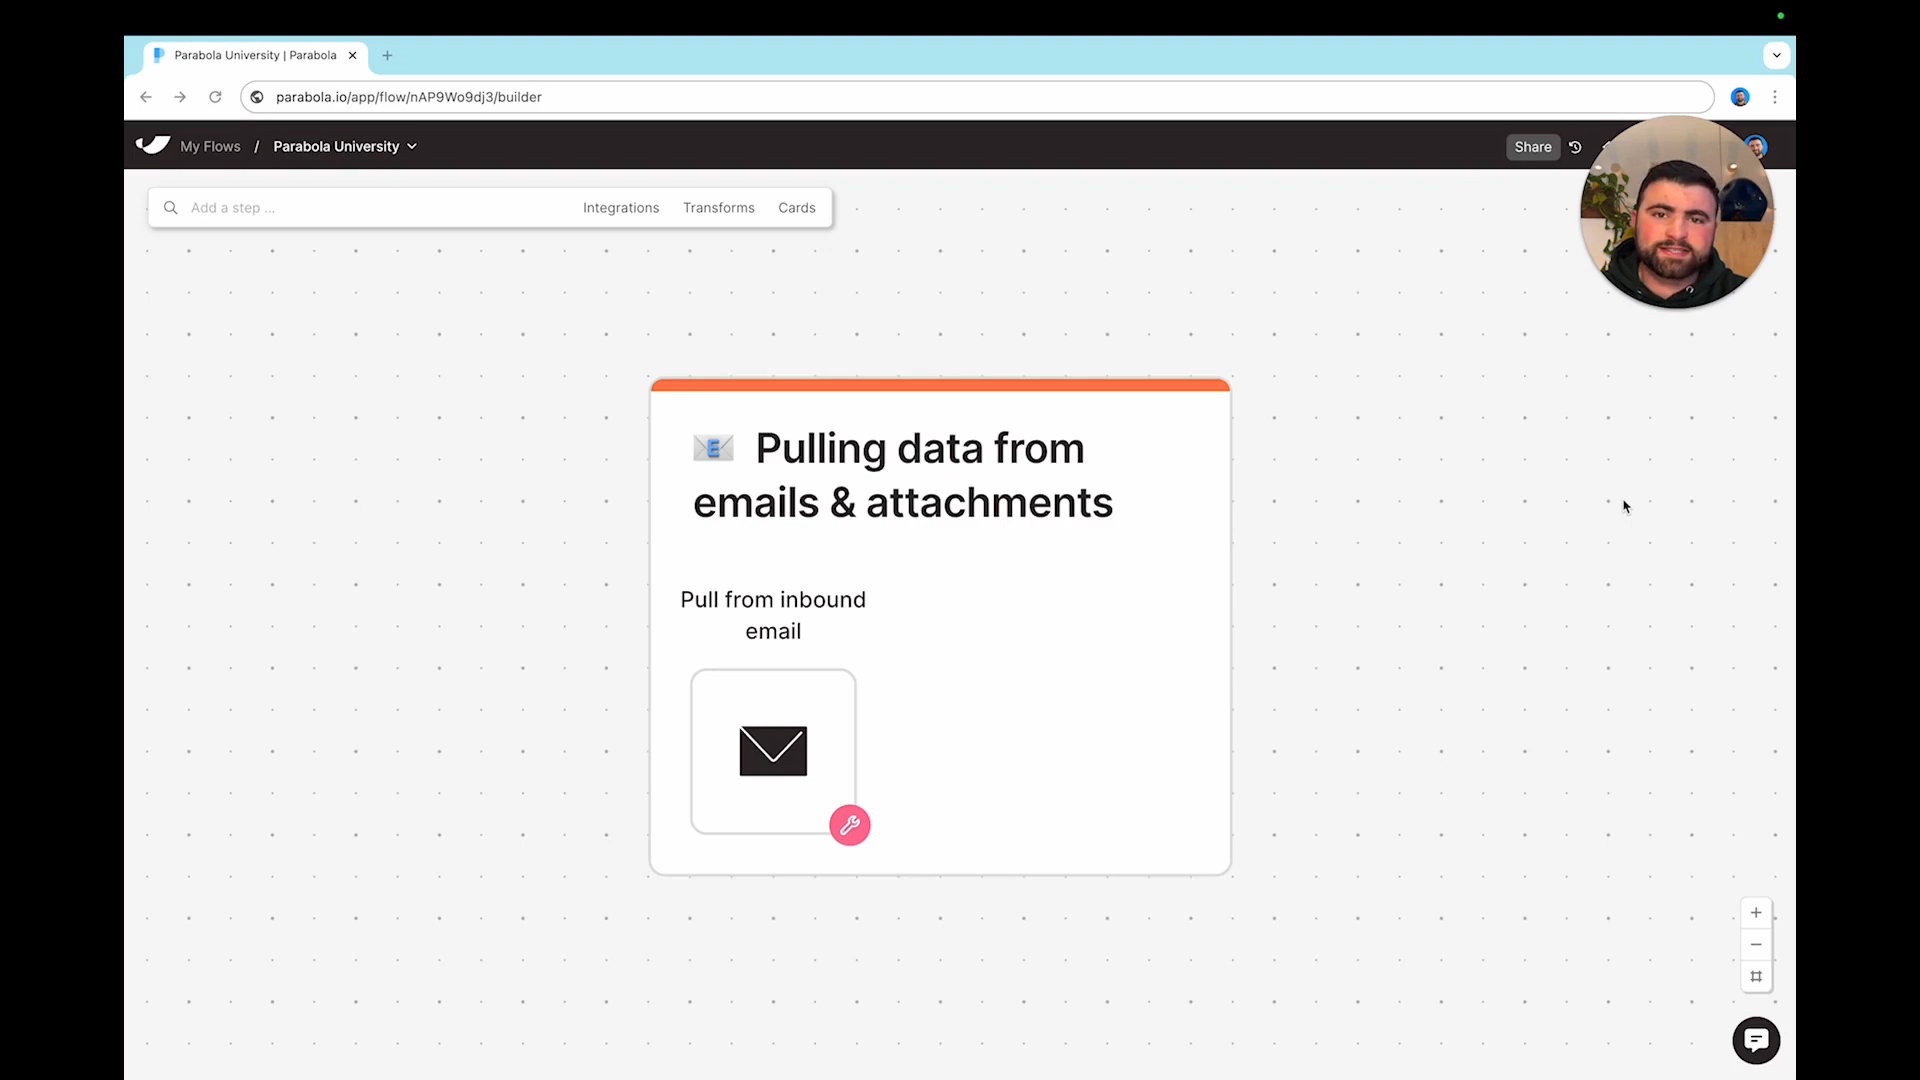 Parabola University | Parabola
parabola.io/app/flow/nAP9Wo9dj3/builder
My Flows / Parabola University
Share
Add a step ...
Integrations
Transforms
Cards
Pulling data from
emails & attachments
Pull from inbound
email